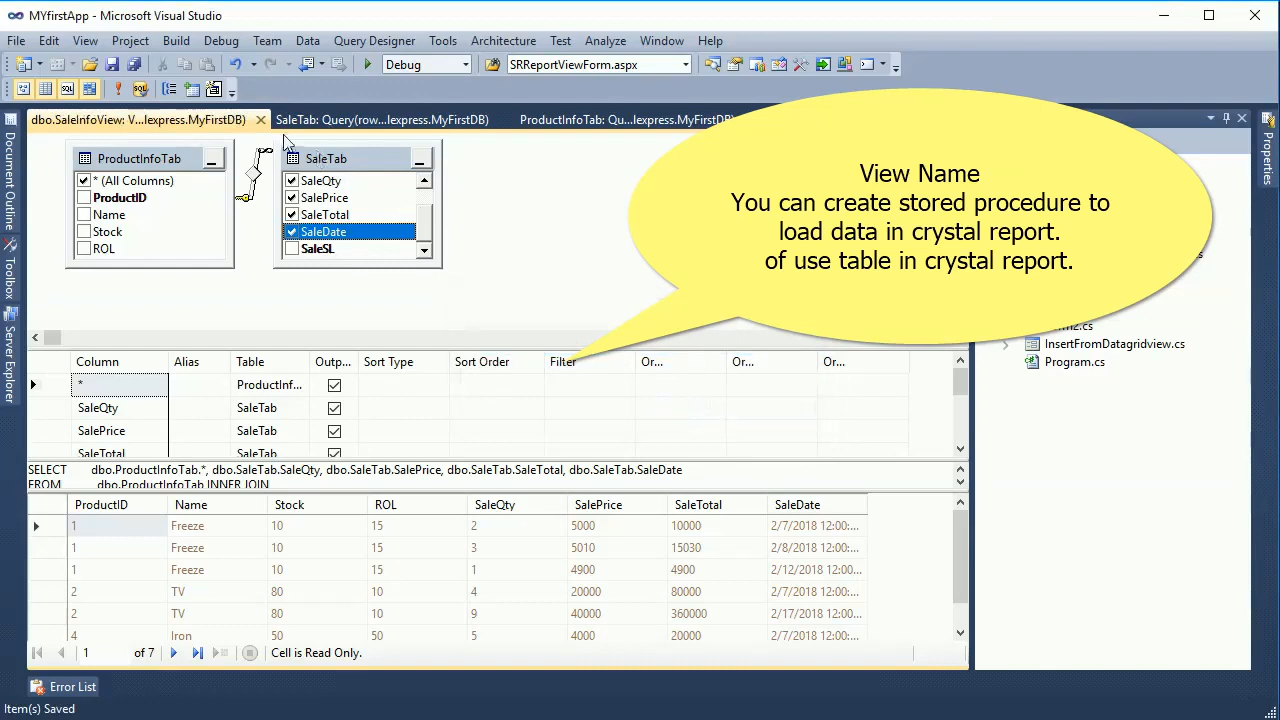 MYfirstApp - Microsoft Visual Studio
File Edit View Project Build Debug Team Data Query Designer Tools Architecture Test Analyze Window Help
Debug SRReportViewForm.aspx
dbo.SaleInfoView: V...lexpress.MyFirstDB) SaleTab: Query(row...lexpress.MyFirstDB) ProductInfoTab: Qu...lexpress.MyFirstDB)
Document Outline
Toolbox
Server Explorer
Properties
ProductInfoTab
* (All Columns)
ProductID
Name
Stock
ROL
SaleTab
SaleQty
SalePrice
SaleTotal
SaleDate
SaleSL
View Name
You can create stored procedure to
load data in crystal report.
of use table in crystal report.
InsertFromDatagridview.cs
Program.cs
Column Alias Table Outp... Sort Type Sort Order Filter Or... Or... Or...
* ProductInf...
SaleQty SaleTab
SalePrice SaleTab
SaleTotal SaleTab
SELECT dbo.ProductInfoTab.*, dbo.SaleTab.SaleQty, dbo.SaleTab.SalePrice, dbo.SaleTab.SaleTotal, dbo.SaleTab.SaleDate
FROM dbo.ProductInfoTab INNER JOIN
ProductID Name Stock ROL SaleQty SalePrice SaleTotal SaleDate
1 Freeze 10 15 2 5000 10000 2/7/2018 12:00:...
1 Freeze 10 15 3 5010 15030 2/8/2018 12:00:...
1 Freeze 10 15 1 4900 4900 2/12/2018 12:00...
2 TV 80 10 4 20000 80000 2/7/2018 12:00:...
2 TV 80 10 9 40000 360000 2/17/2018 12:00...
4 Iron 50 50 5 4000 20000 2/7/2018 12:00:...
1 of 7 Cell is Read Only.
Error List
Item(s) Saved